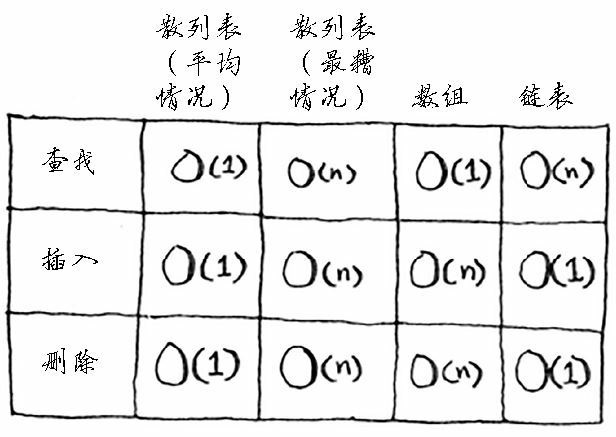 散列表 散列表
（平均 （最糟
情况） 情况） 数组 链表
查找 O(1) O(n) O(1) O(n)
插入 O(1) O(n) O(n) O(1)
删除 O(1) O(n) O(n) O(1)